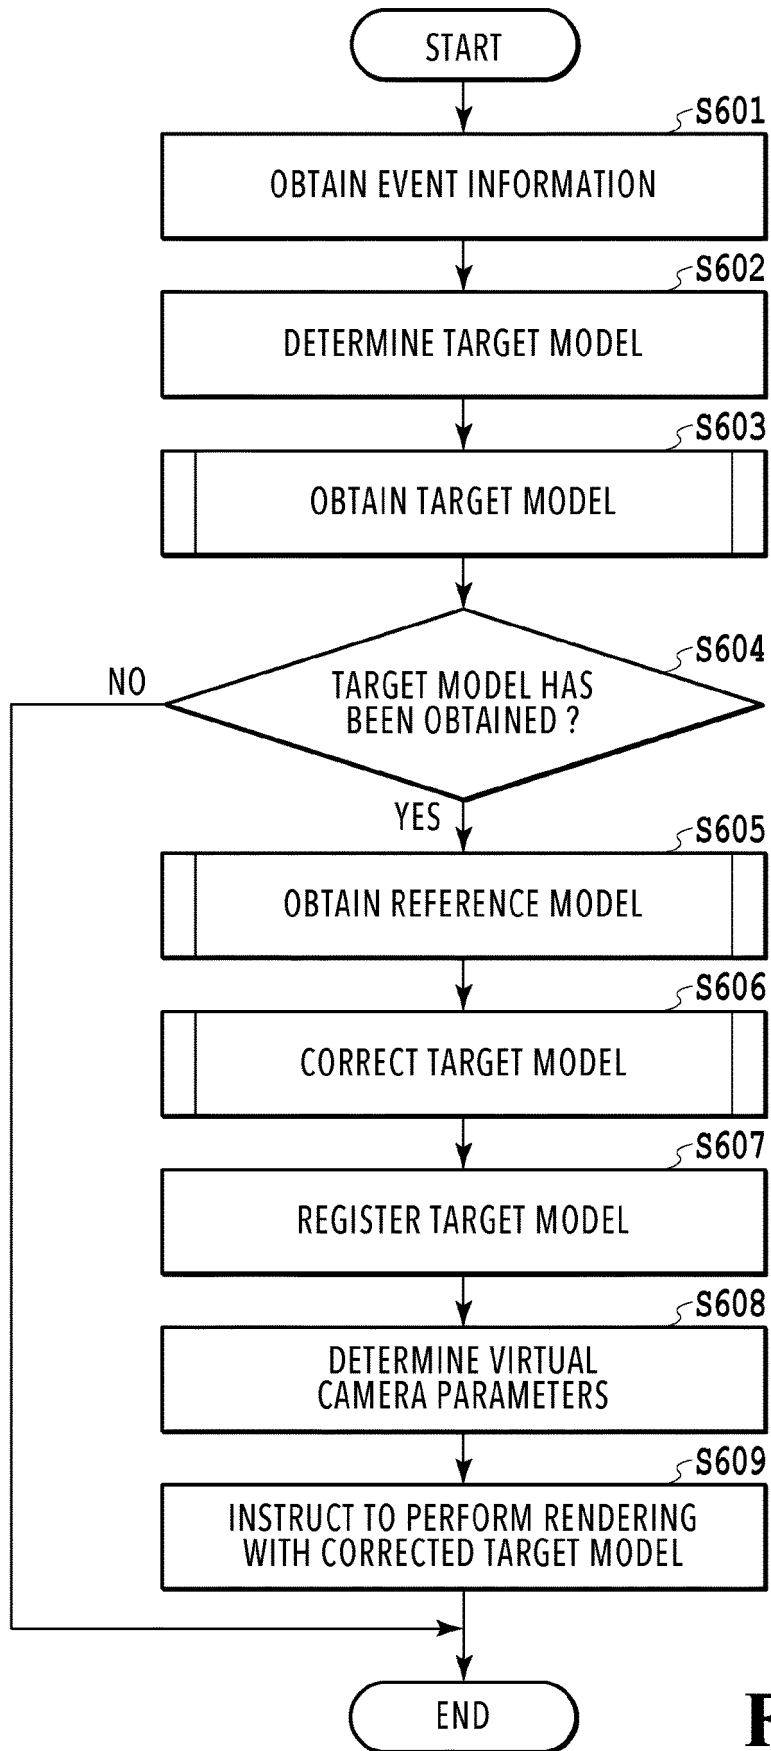 START
S601
OBTAIN EVENT INFORMATION
S602
DETERMINE TARGET MODEL
S603
OBTAIN TARGET MODEL
S604
NO
TARGET MODEL HAS
BEEN OBTAINED ?
YES
S605
OBTAIN REFERENCE MODEL
S606
CORRECT TARGET MODEL
S607
REGISTER TARGET MODEL
S608
DETERMINE VIRTUAL
CAMERA PARAMETERS
S609
INSTRUCT TO PERFORM RENDERING
WITH CORRECTED TARGET MODEL
END